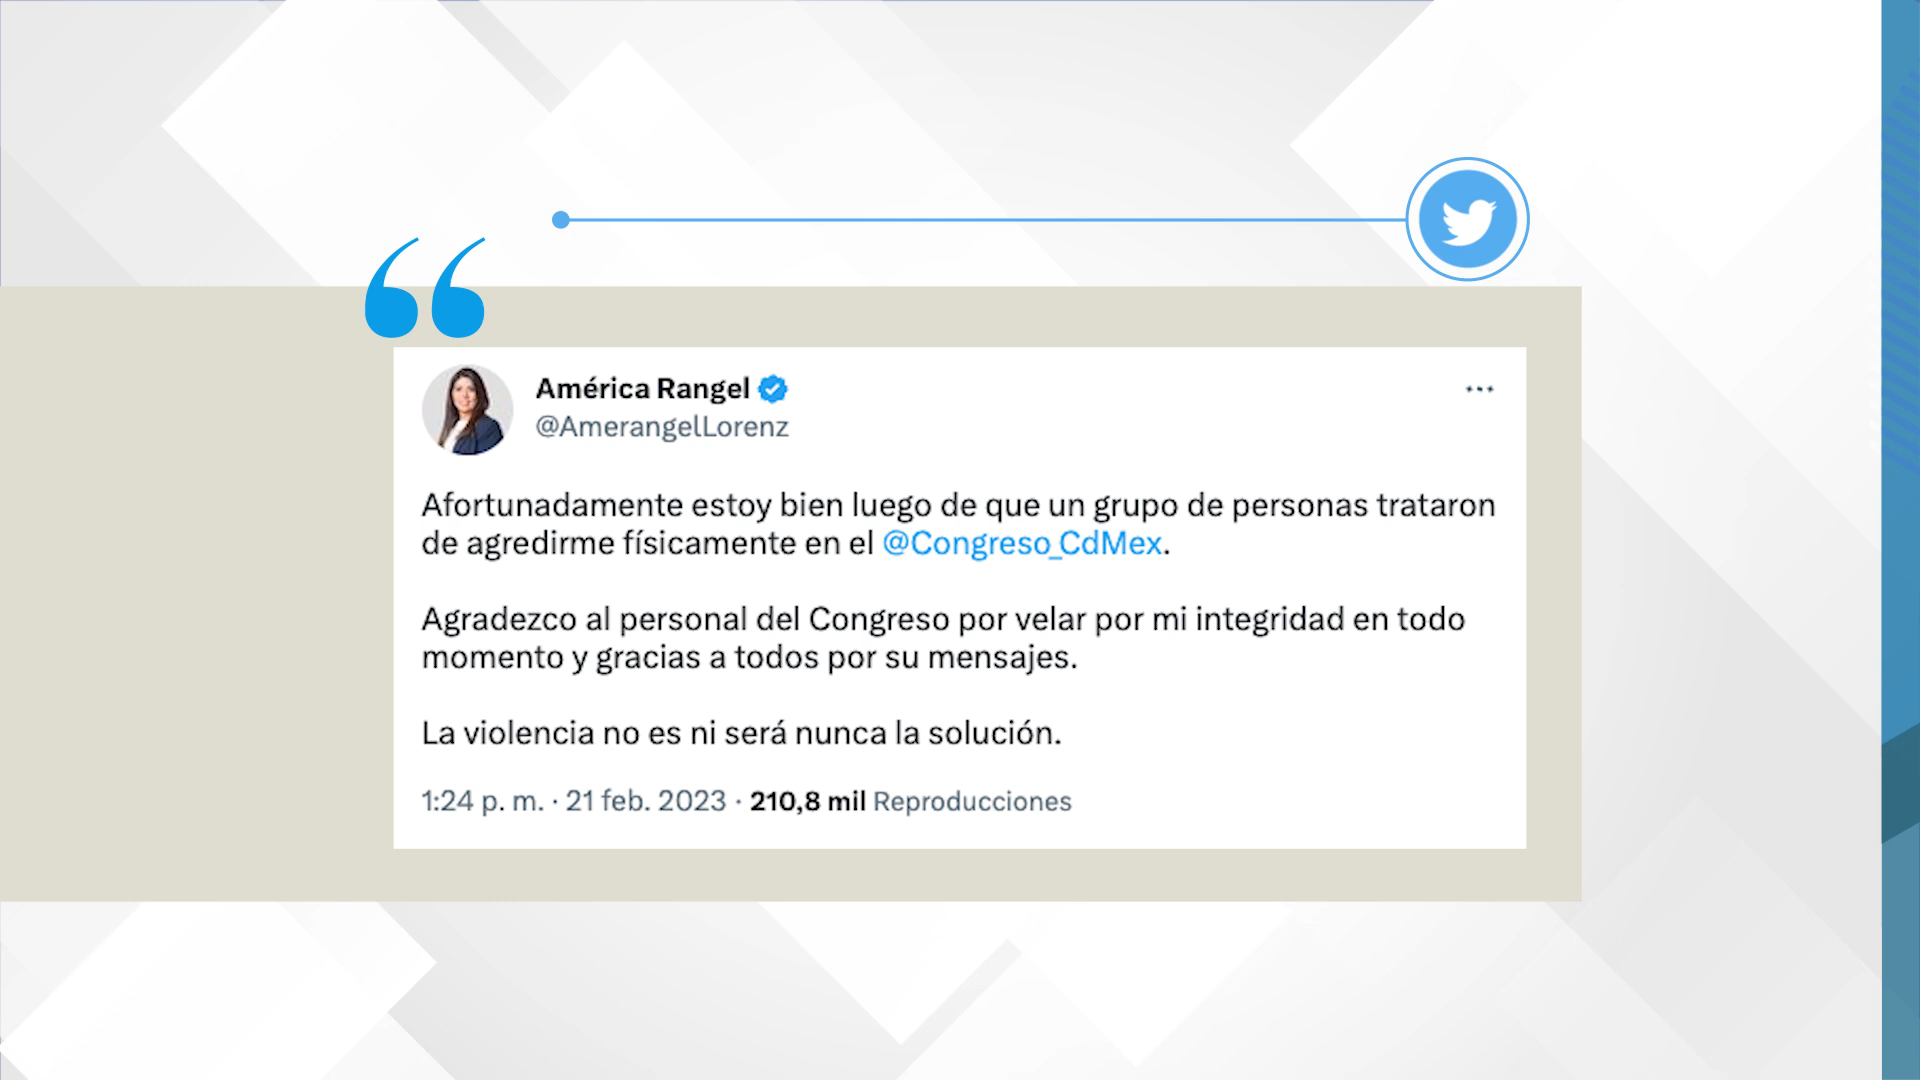 América Rangel
@AmerangelLorenz
Afortunadamente estoy bien luego de que un grupo de personas trataron
de agredirme físicamente en el @Congreso_CdMex.
Agradezco al personal del Congreso por velar por mi integridad en todo
momento y gracias a todos por su mensajes.
La violencia no es ni será nunca la solución.
1:24 p. m. · 21 feb. 2023 · 210,8 mil Reproducciones